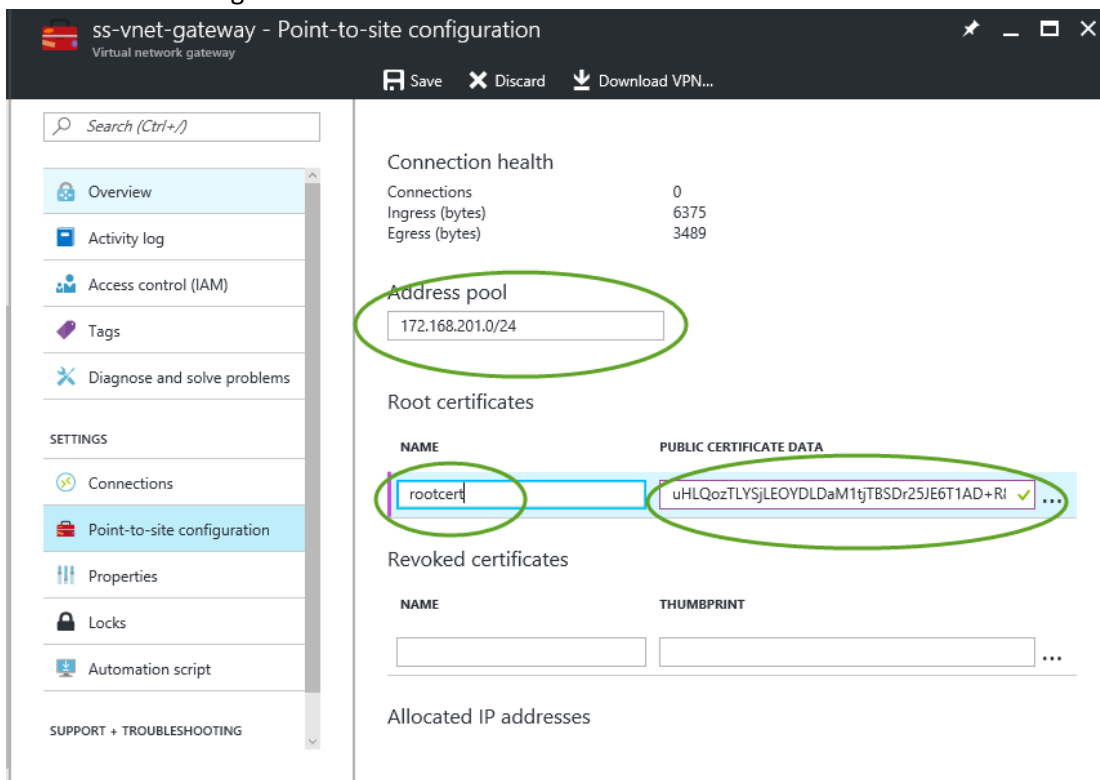 ss-vnet-gateway - Point-to-site configuration
Virtual network gateway
Save Discard Download VPN...
Search (Ctrl+/)
Overview
Activity log
Access control (IAM)
Tags
Diagnose and solve problems
SETTINGS
Connections
Point-to-site configuration
Properties
Locks
Automation script
SUPPORT + TROUBLESHOOTING
Connection health
Connections 0
Ingress (bytes) 6375
Egress (bytes) 3489
Address pool
172.168.201.0/24
Root certificates
NAME PUBLIC CERTIFICATE DATA
rootcert uHLQozTLYSjLEOYDLDaM1tjTBSDr25JE6T1AD+R ...
Revoked certificates
NAME THUMBPRINT
...
Allocated IP addresses